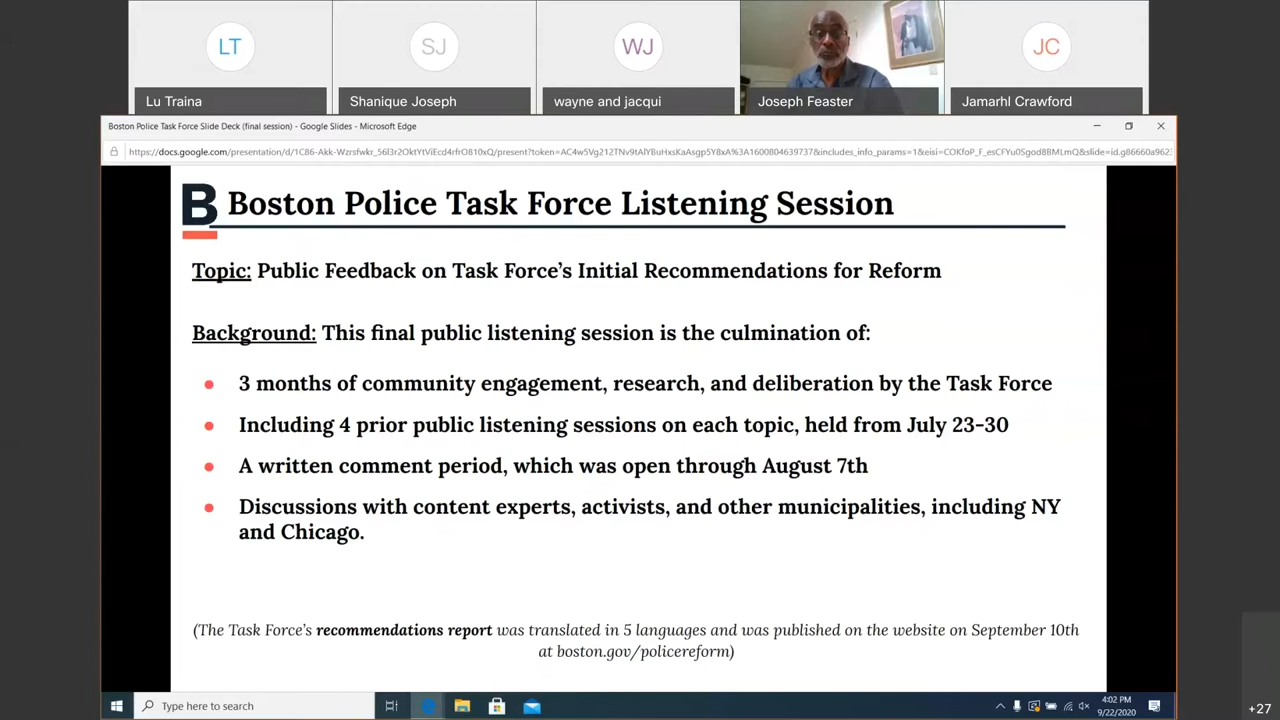 LT
SJ
WJ
JC
Lu Traina
Shanique Joseph
wayne and jacqui
Joseph Feaster
Jamarhl Crawford
Boston Police Task Force Slide Deck (final session) - Google Slides - Microsoft Edge
B Boston Police Task Force Listening Session
Topic: Public Feedback on Task Force's Initial Recommendations for Reform
Background: This final public listening session is the culmination of:
• 3 months of community engagement, research, and deliberation by the Task Force
• Including 4 prior public listening sessions on each topic, held from July 23-30
• A written comment period, which was open through August 7th
• Discussions with content experts, activists, and other municipalities, including NY
and Chicago.
(The Task Force's recommendations report was translated in 5 languages and was published on the website on September 10th
at boston.gov/policereform)
Type here to search
4:02 PM
9/22/2020
+27